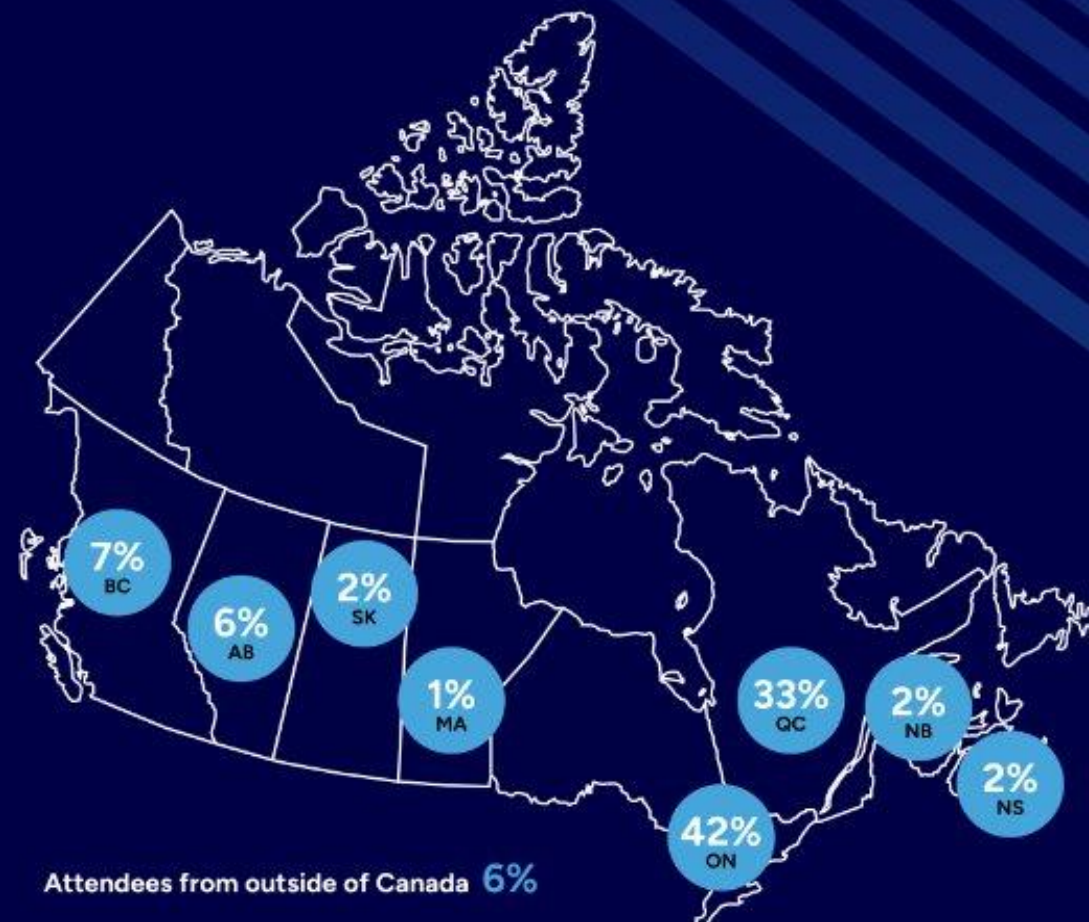 7%
BC
6%
AB
2%
SK
1%
MA
33%
QC
2%
NB
2%
NS
42%
ON
Attendees from outside of Canada 6%